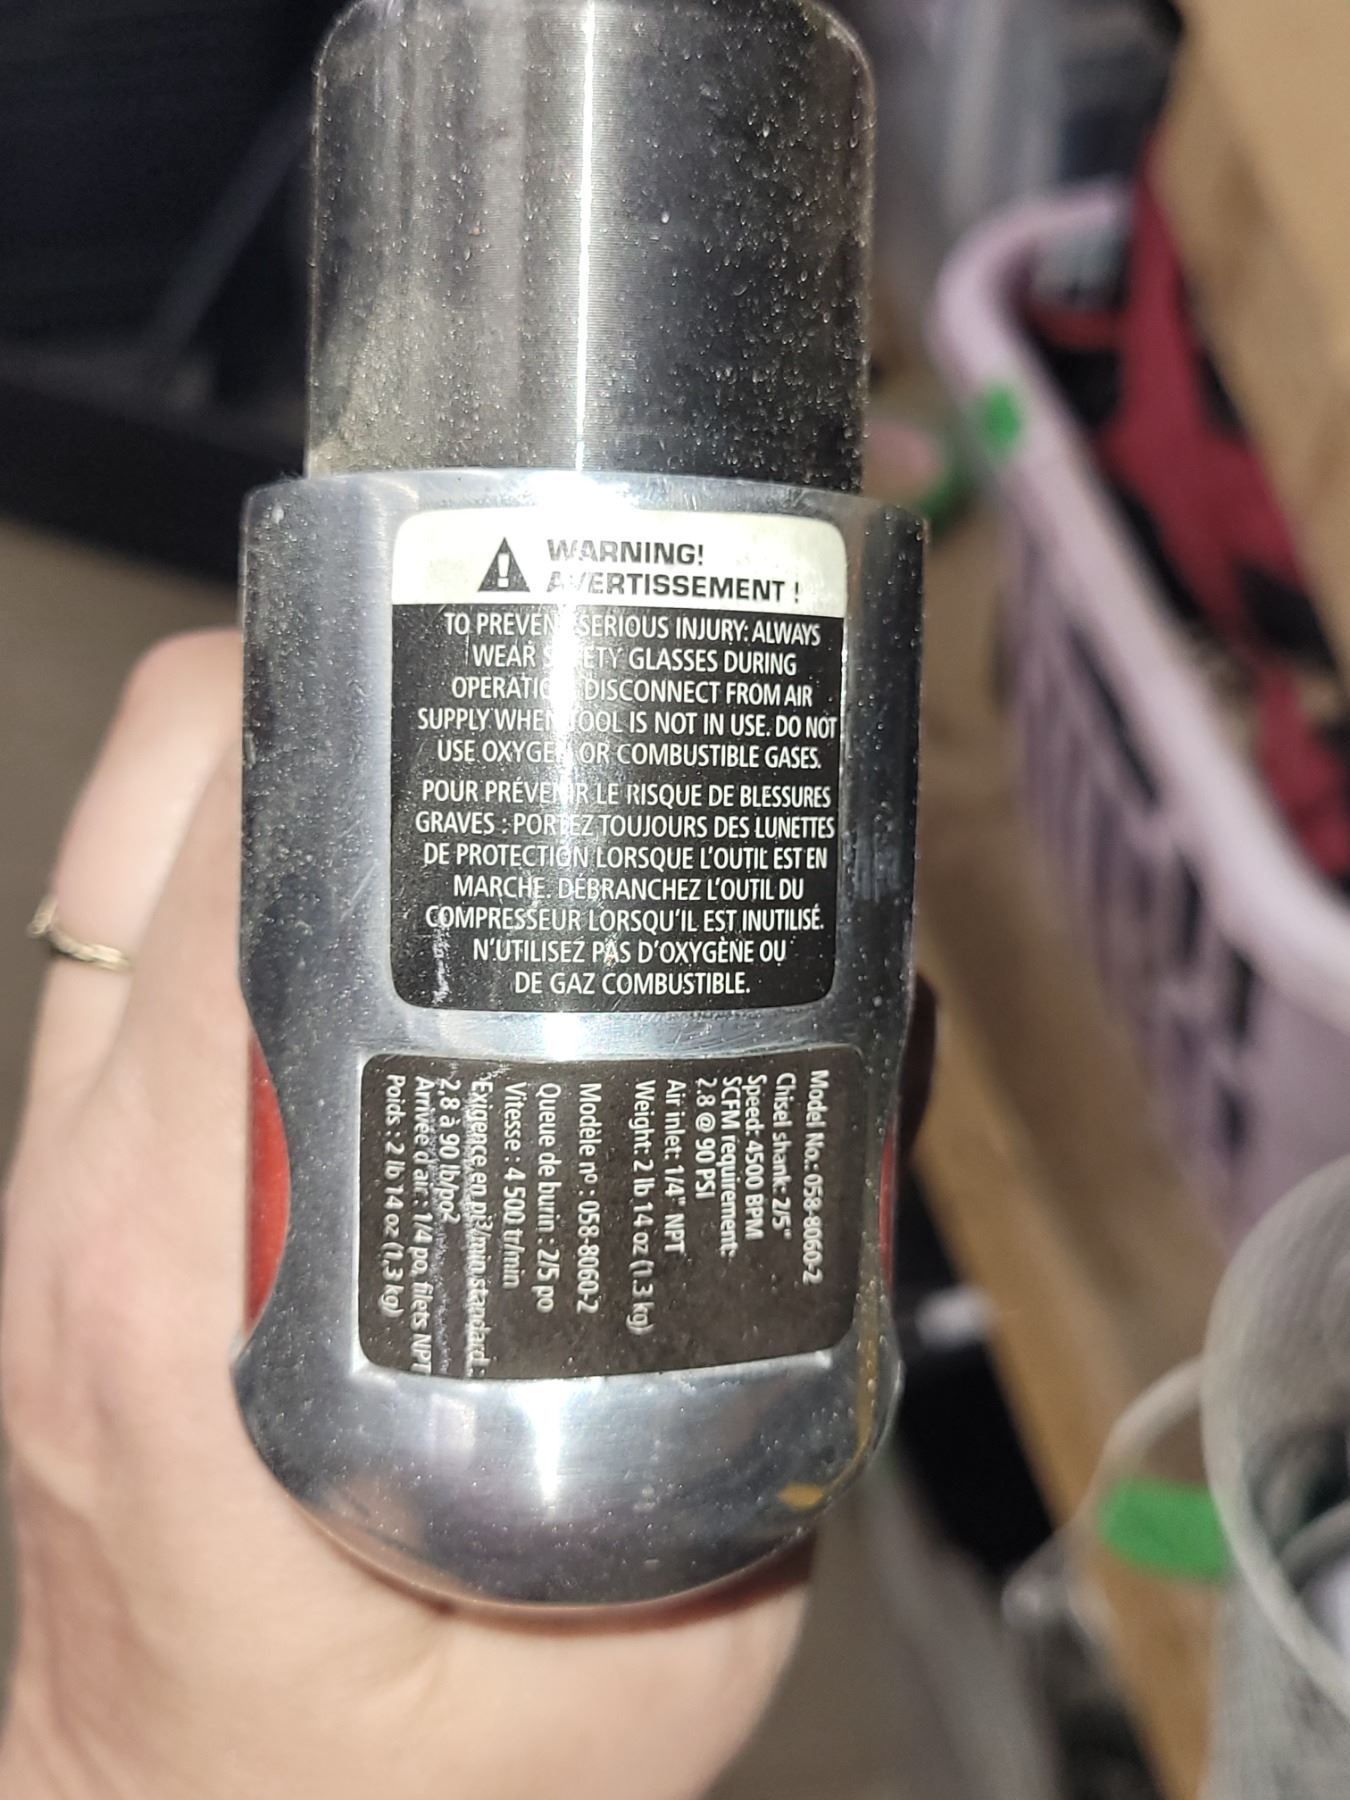 WARNING!
AVERTISSEMENT !
TO PREVENT SERIOUS INJURY: ALWAYS
WEAR SAFETY GLASSES DURING
OPERATION. DISCONNECT FROM AIR
SUPPLY WHEN TOOL IS NOT IN USE. DO NOT
USE OXYGEN OR COMBUSTIBLE GASES.
POUR PRÉVENIR LE RISQUE DE BLESSURES
GRAVES : PORTEZ TOUJOURS DES LUNETTES
DE PROTECTION LORSQUE L'OUTIL EST EN
MARCHE. DÉBRANCHEZ L'OUTIL DU
COMPRESSEUR LORSQU'IL EST INUTILISÉ.
N'UTILISEZ PAS D'OXYGÈNE OU
DE GAZ COMBUSTIBLE.
Model No.: 058-8060-2
Chisel shank: 2/5"
Speed: 4500 BPM
SCFM requirement:
2.8 @ 90 PSI
Air inlet: 1/4" NPT
Weight: 2 lb 14 oz (1.3 kg)
Modèle nº : 058-8060-2
Queue de burin : 2/5 po
Vitesse : 4 500 tr/min
Exigence en pi³/min standard :
2,8 à 90 lb/po²
Arrivée d'air : 1/4 po, filets NPT
Poids : 2 lb 14 oz (1.3 kg)